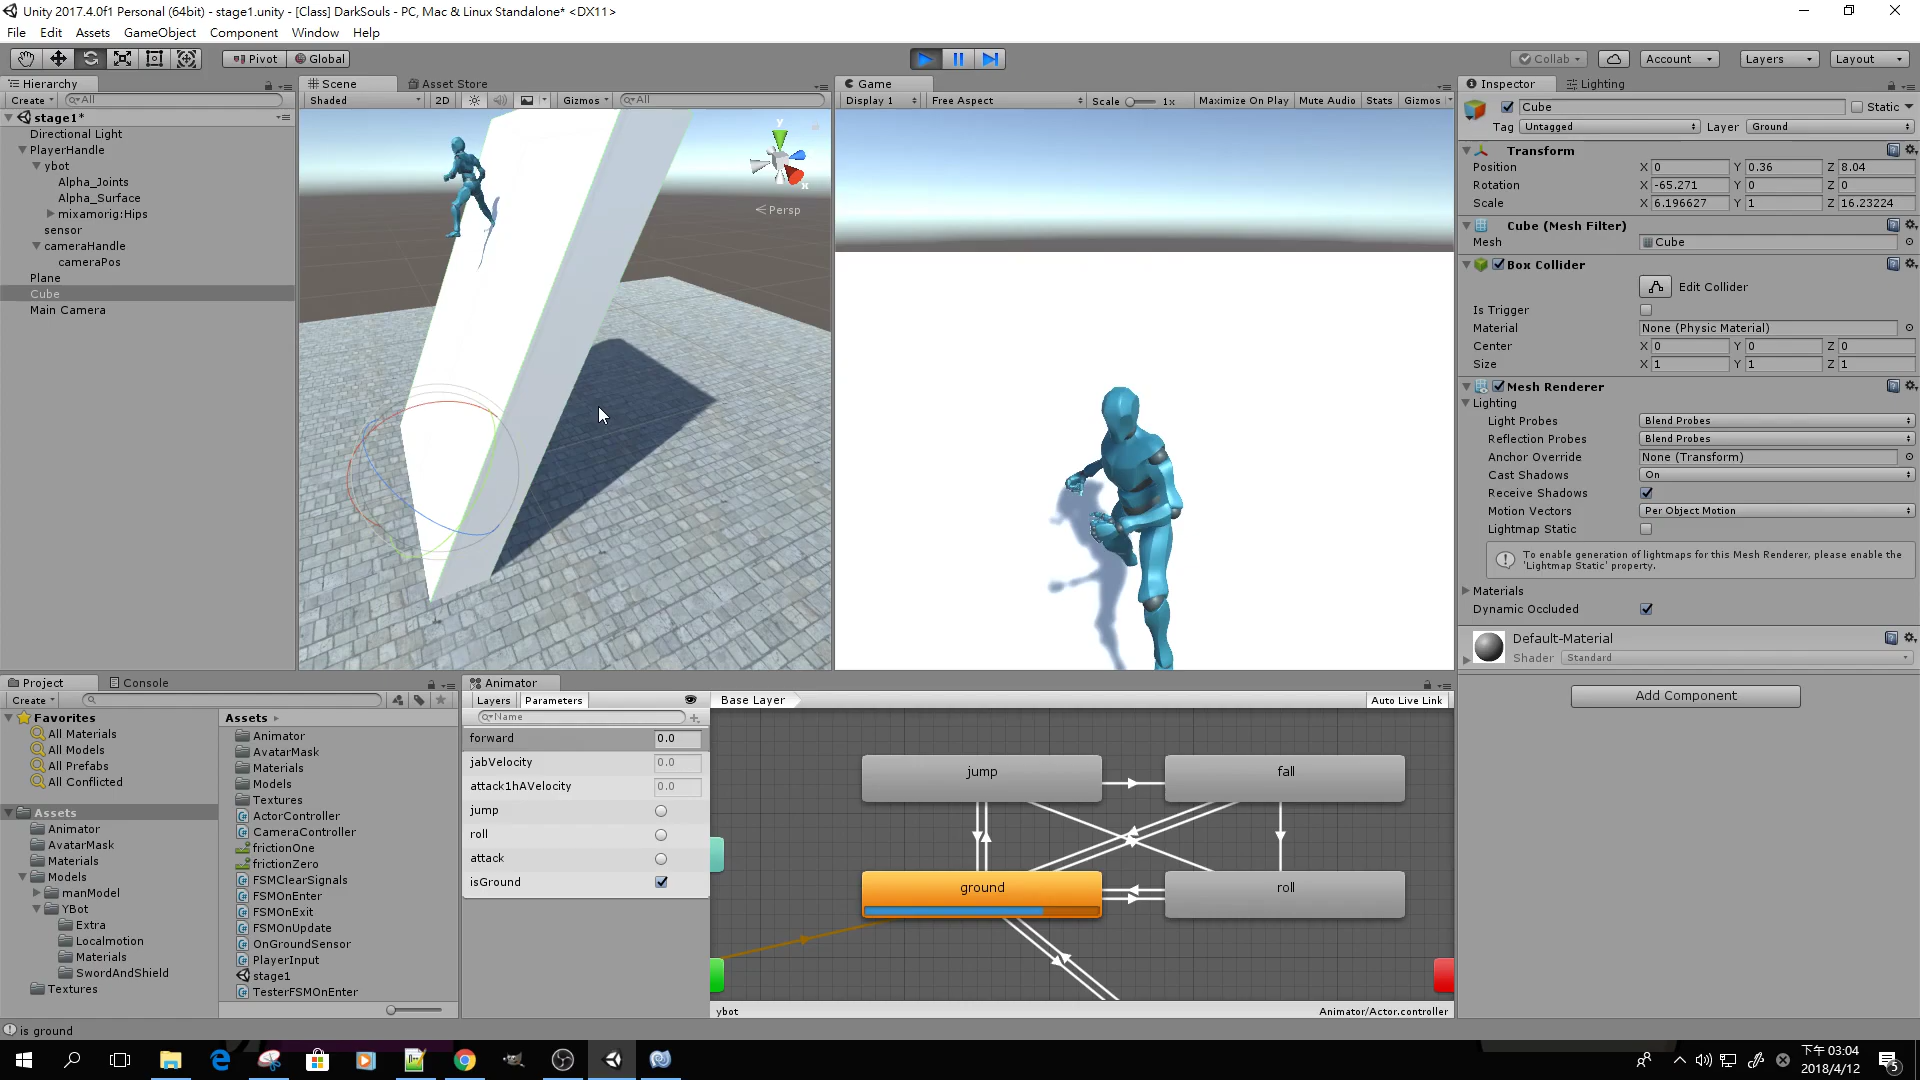 Unity 2017.4.0f1 Personal (64bit) - stage1.unity - [Class] DarkSouls - PC, Mac & Linux Standalone* <DX11>
File Edit Assets GameObject Component Window Help
Pivot Global Collab Account Layers Layout
Hierarchy
Create All
stage1*
Directional Light
PlayerHandle
ybot
Alpha_Joints
Alpha_Surface
mixamorig:Hips
sensor
cameraHandle
cameraPos
Plane
Cube
Main Camera
Scene Asset Store
Shaded 2D Gizmos All
y
x
Persp
Game
Display 1 Free Aspect Scale 1x Maximize On Play Mute Audio Stats Gizmos
Inspector Lighting
Cube Static
Tag Untagged Layer Ground
Transform
Position X 0 Y 0.36 Z 8.04
Rotation X -65.271 Y 0 Z 0
Scale X 6.196627 Y 1 Z 16.23224
Cube (Mesh Filter)
Mesh Cube
Box Collider
Edit Collider
Is Trigger
Material None (Physic Material)
Center X 0 Y 0 Z 0
Size X 1 Y 1 Z 1
Mesh Renderer
Lighting
Light Probes Blend Probes
Reflection Probes Blend Probes
Anchor Override None (Transform)
Cast Shadows On
Receive Shadows
Motion Vectors Per Object Motion
Lightmap Static
To enable generation of lightmaps for this Mesh Renderer, please enable the
'Lightmap Static' property.
Materials
Dynamic Occluded
Default-Material
Shader Standard
Add Component
Project Console
Create
Favorites
All Materials
All Models
All Prefabs
All Conflicted
Assets
Animator
AvatarMask
Materials
Models
manModel
YBot
Extra
Localmotion
Materials
SwordAndShield
Textures
Assets
Animator
AvatarMask
Materials
Models
Textures
ActorController
CameraController
frictionOne
frictionZero
FSMClearSignals
FSMOnEnter
FSMOnExit
FSMOnUpdate
OnGroundSensor
PlayerInput
stage1
TesterFSMOnEnter
Animator
Layers Parameters
Name
forward 0.0
jabVelocity 0.0
attack1hAVelocity 0.0
jump
roll
attack
isGround
Base Layer Auto Live Link
jump fall
ground roll
ybot Animator/Actor.controller
is ground
下午 03:04
2018/4/12
5